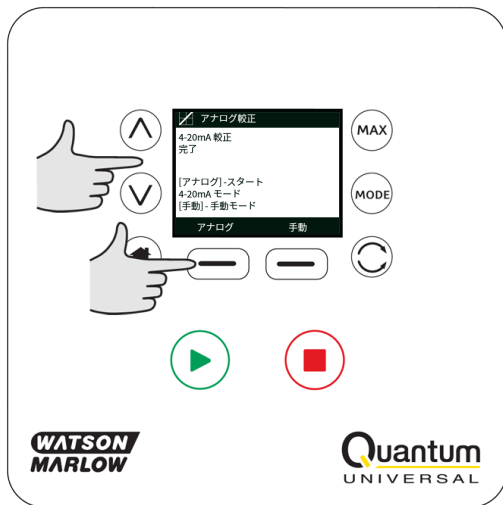 アナログ較正
4-20mA 較正
完了
[アナログ] -スタート
4-20mA モード
[手動] - 手動モード
アナログ 手動
MAX
MODE
WATSON
MARLOW
Quantum
UNIVERSAL